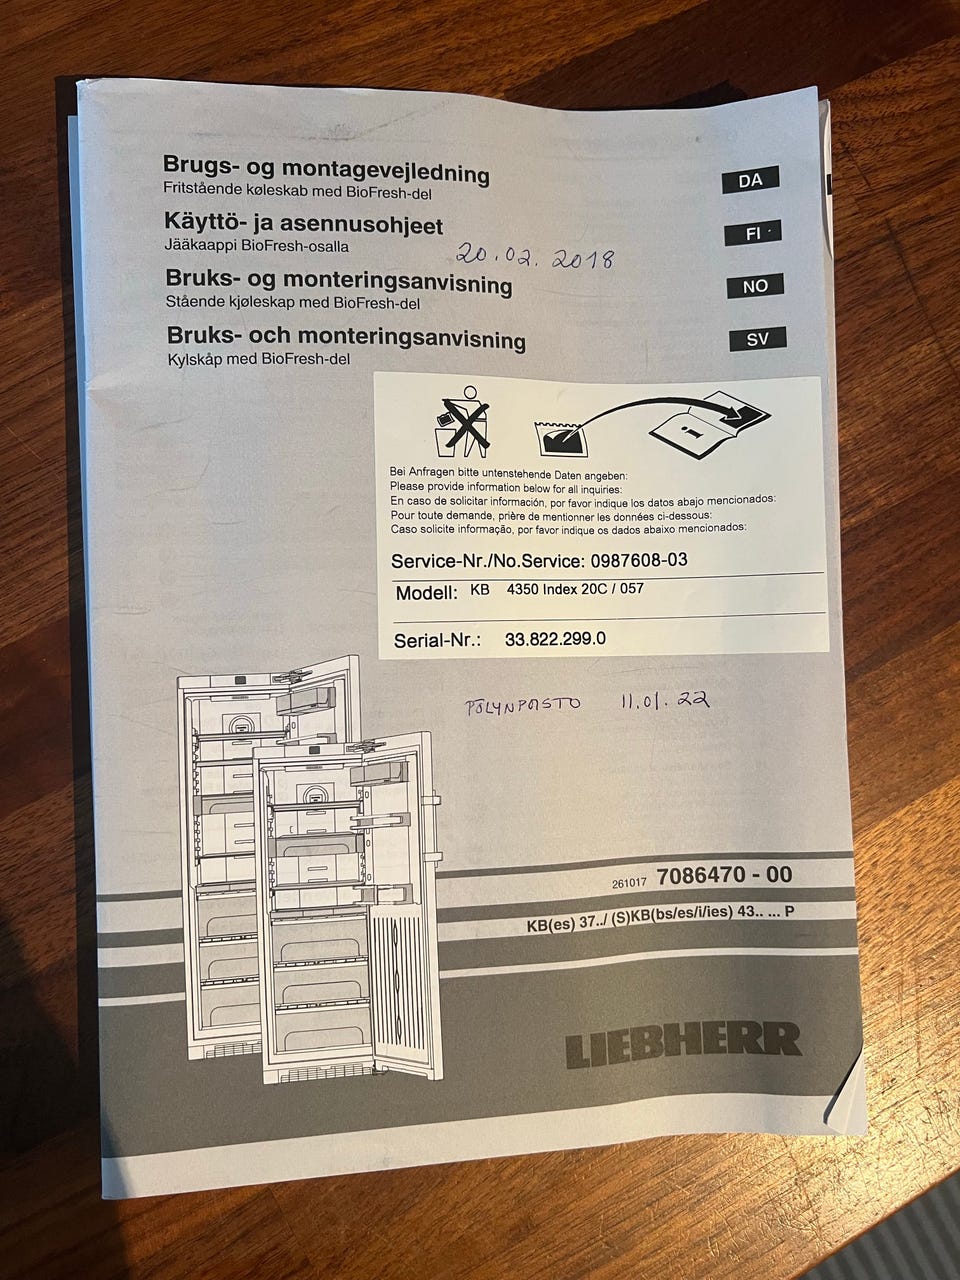 Brugs- og montagevejledning
Fritstående køleskab med BioFresh-del
DA
Käyttö- ja asennusohjeet
Jääkaappi BioFresh-osalla
FI
20.02.2018
Bruks- og monteringsanvisning
Stående kjøleskap med BioFresh-del
NO
Bruks- och monteringsanvisning
Kylskåp med BioFresh-del
SV
i
Bei Anfragen bitte untenstehende Daten angeben:
Please provide information below for all inquiries:
En caso de solicitar información, por favor indique los datos abajo mencionados:
Pour toute demande, prière de mentionner les données ci-dessous:
Caso solicite informação, por favor indique os dados abaixo mencionados:
Service-Nr./No.Service: 0987608-03
Modell: KB 4350 Index 20C / 057
Serial-Nr.: 33.822.299.0
PÖLYNPOISTO 11.01.22
261017 7086470 - 00
KB(es) 37../ (S)KB(bs/es/i/ies) 43.. ... P
LIEBHERR